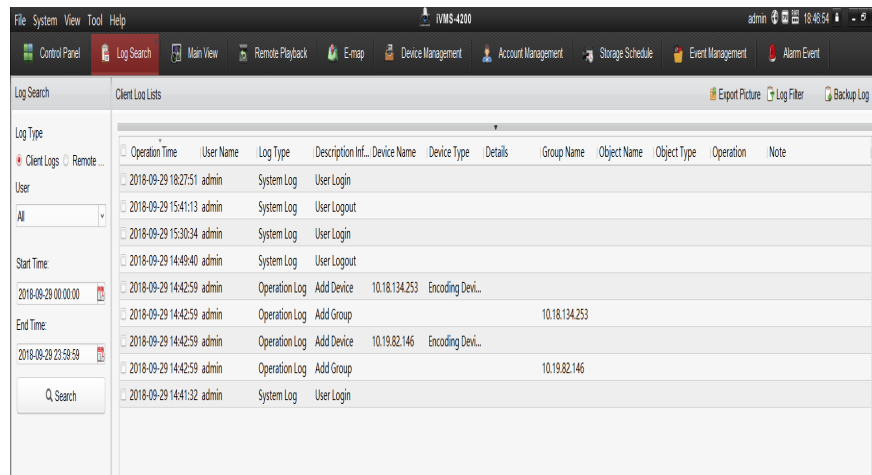 File System View Tool Help iVMS-4200 admin 18:46:54
Control Panel Log Search Main View Remote Playback E-map Device Management Account Management Storage Schedule Event Management Alarm Event
Log Search Client Log Lists Export Picture Log Filter Backup Log
Log Type
Client Logs Remote ...
User
All
Start Time:
2018-09-29 00:00:00
End Time:
2018-09-29 23:59:59
Search
Operation Time User Name Log Type Description Inf... Device Name Device Type Details Group Name Object Name Object Type Operation Note
2018-09-29 18:27:51 admin System Log User Login
2018-09-29 15:41:13 admin System Log User Logout
2018-09-29 15:30:34 admin System Log User Login
2018-09-29 14:49:40 admin System Log User Logout
2018-09-29 14:42:59 admin Operation Log Add Device 10.18.134.253 Encoding Devi...
2018-09-29 14:42:59 admin Operation Log Add Group 10.18.134.253
2018-09-29 14:42:59 admin Operation Log Add Device 10.19.82.146 Encoding Devi...
2018-09-29 14:42:59 admin Operation Log Add Group 10.19.82.146
2018-09-29 14:41:32 admin System Log User Login